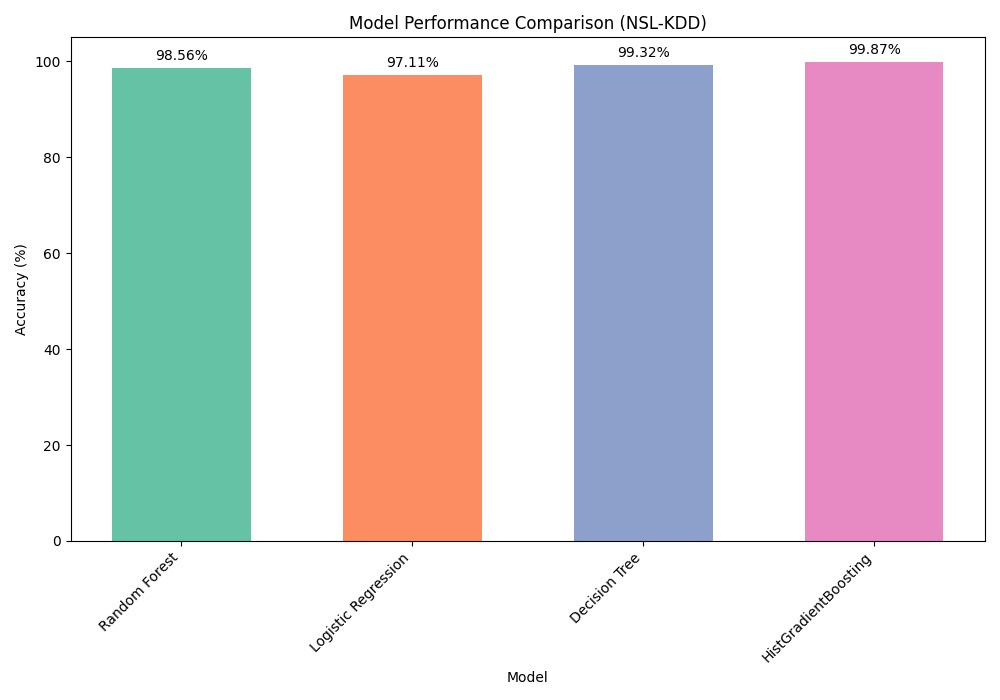 Model Performance Comparison (NSL-KDD)
98.56%
97.11%
99.32%
99.87%
100
80
60
40
20
0
Accuracy (%)
Random Forest
Logistic Regression
Decision Tree
HistGradientBoosting
Model